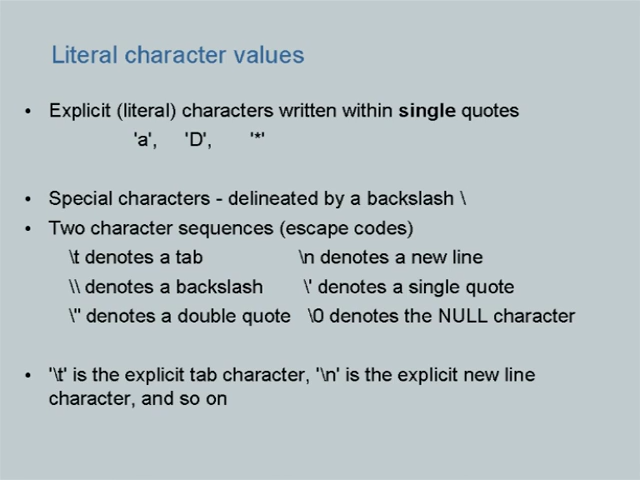 Literal character values
• Explicit (literal) characters written within single quotes
'a', 'D', '*'
• Special characters - delineated by a backslash \
• Two character sequences (escape codes)
\t denotes a tab \n denotes a new line
\\ denotes a backslash \' denotes a single quote
\" denotes a double quote \0 denotes the NULL character
• '\t' is the explicit tab character, '\n' is the explicit new line
character, and so on